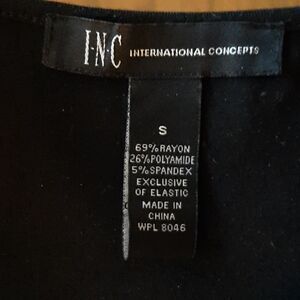 I·N·C INTERNATIONAL CONCEPTS
S
69%RAYON
26%POLYAMIDE
5%SPANDEX
EXCLUSIVE
OF ELASTIC
MADE IN
CHINA
WPL 8046